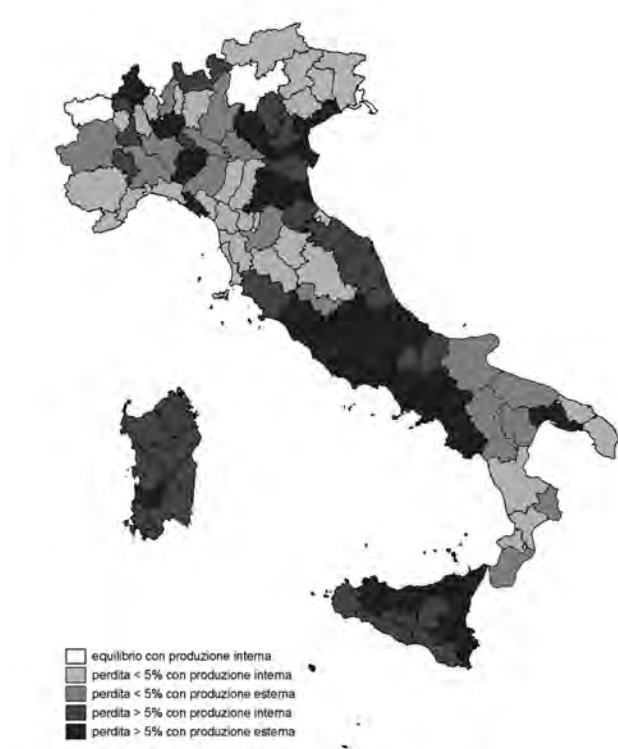 equilibrio con produzione interna
perdita < 5% con produzione interna
perdita < 5% con produzione esterna
perdita > 5% con produzione interna
perdita > 5% con produzione esterna